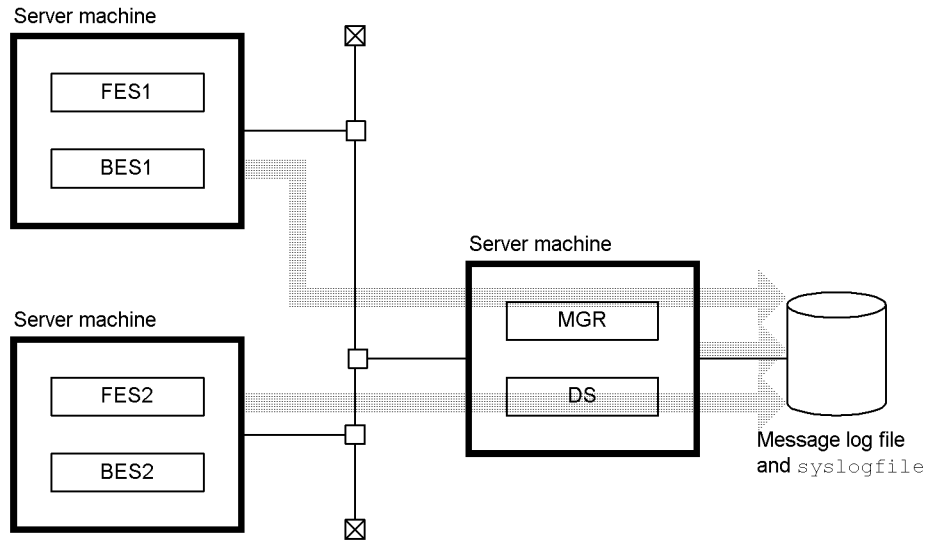 Server machine
FES1
BES1
Server machine
MGR
DS
Server machine
FES2
BES2
Message log file
and syslogfile